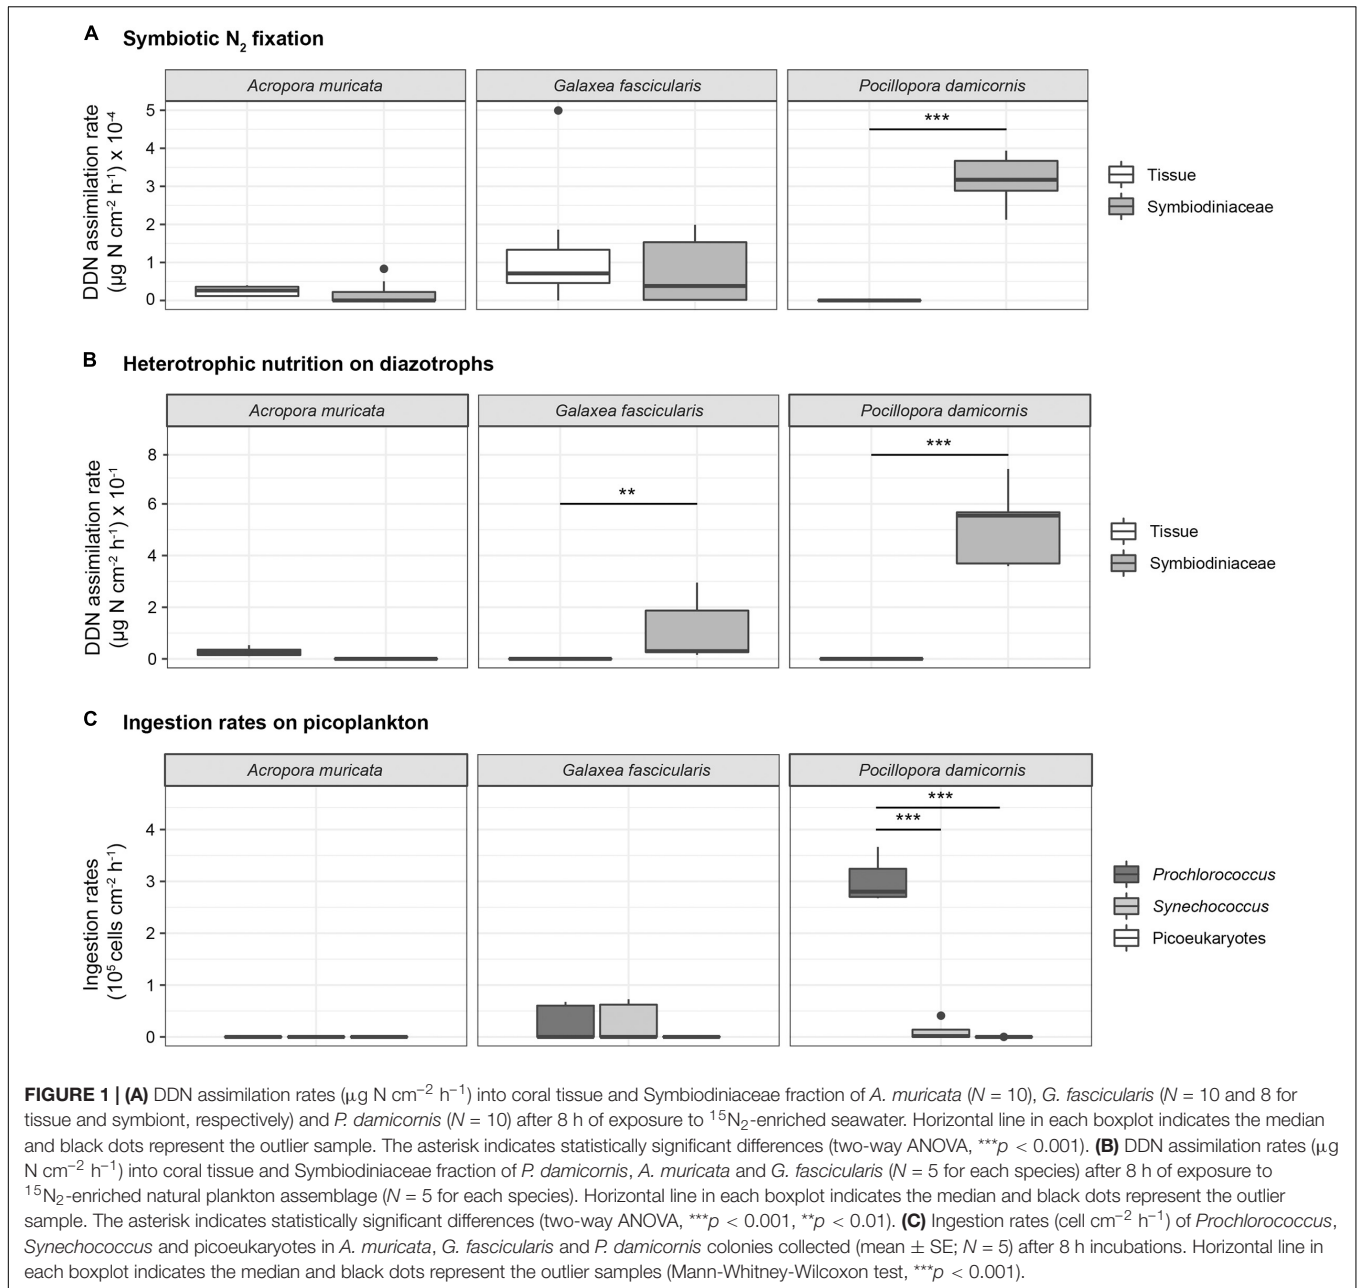 A Symbiotic N2 fixation
Acropora muricata Galaxea fascicularis Pocillopora damicornis
DDN assimilation rate
(µg N cm-2 h-1) x 10-4
5
4
3
2
1
0
***
Tissue
Symbiodiniaceae
B Heterotrophic nutrition on diazotrophs
Acropora muricata Galaxea fascicularis Pocillopora damicornis
DDN assimilation rate
(µg N cm-2 h-1) x 10-1
8
6
4
2
0
**
***
Tissue
Symbiodiniaceae
C Ingestion rates on picoplankton
Acropora muricata Galaxea fascicularis Pocillopora damicornis
Ingestion rates
(105 cells cm-2 h-1)
4
3
2
1
0
***
***
Prochlorococcus
Synechococcus
Picoeukaryotes
FIGURE 1 | (A) DDN assimilation rates (µg N cm−2 h−1) into coral tissue and Symbiodiniaceae fraction of A. muricata (N = 10), G. fascicularis (N = 10 and 8 for
tissue and symbiont, respectively) and P. damicornis (N = 10) after 8 h of exposure to 15N2-enriched seawater. Horizontal line in each boxplot indicates the median
and black dots represent the outlier sample. The asterisk indicates statistically significant differences (two-way ANOVA, ***p < 0.001). (B) DDN assimilation rates (µg
N cm−2 h−1) into coral tissue and Symbiodiniaceae fraction of P. damicornis, A. muricata and G. fascicularis (N = 5 for each species) after 8 h of exposure to
15N2-enriched natural plankton assemblage (N = 5 for each species). Horizontal line in each boxplot indicates the median and black dots represent the outlier
sample. The asterisk indicates statistically significant differences (two-way ANOVA, ***p < 0.001, **p < 0.01). (C) Ingestion rates (cell cm−2 h−1) of Prochlorococcus,
Synechococcus and picoeukaryotes in A. muricata, G. fascicularis and P. damicornis colonies collected (mean ± SE; N = 5) after 8 h incubations. Horizontal line in
each boxplot indicates the median and black dots represent the outlier samples (Mann-Whitney-Wilcoxon test, ***p < 0.001).